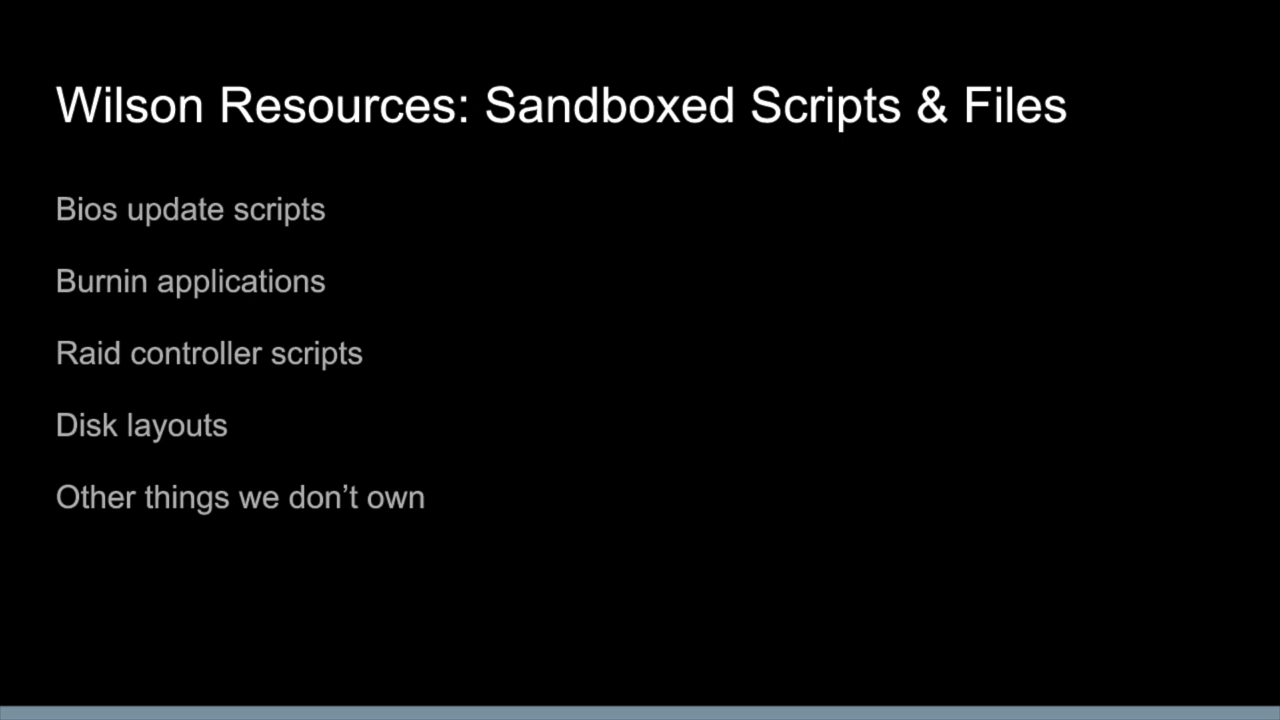 Wilson Resources: Sandboxed Scripts & Files
Bios update scripts
Burnin applications
Raid controller scripts
Disk layouts
Other things we don’t own